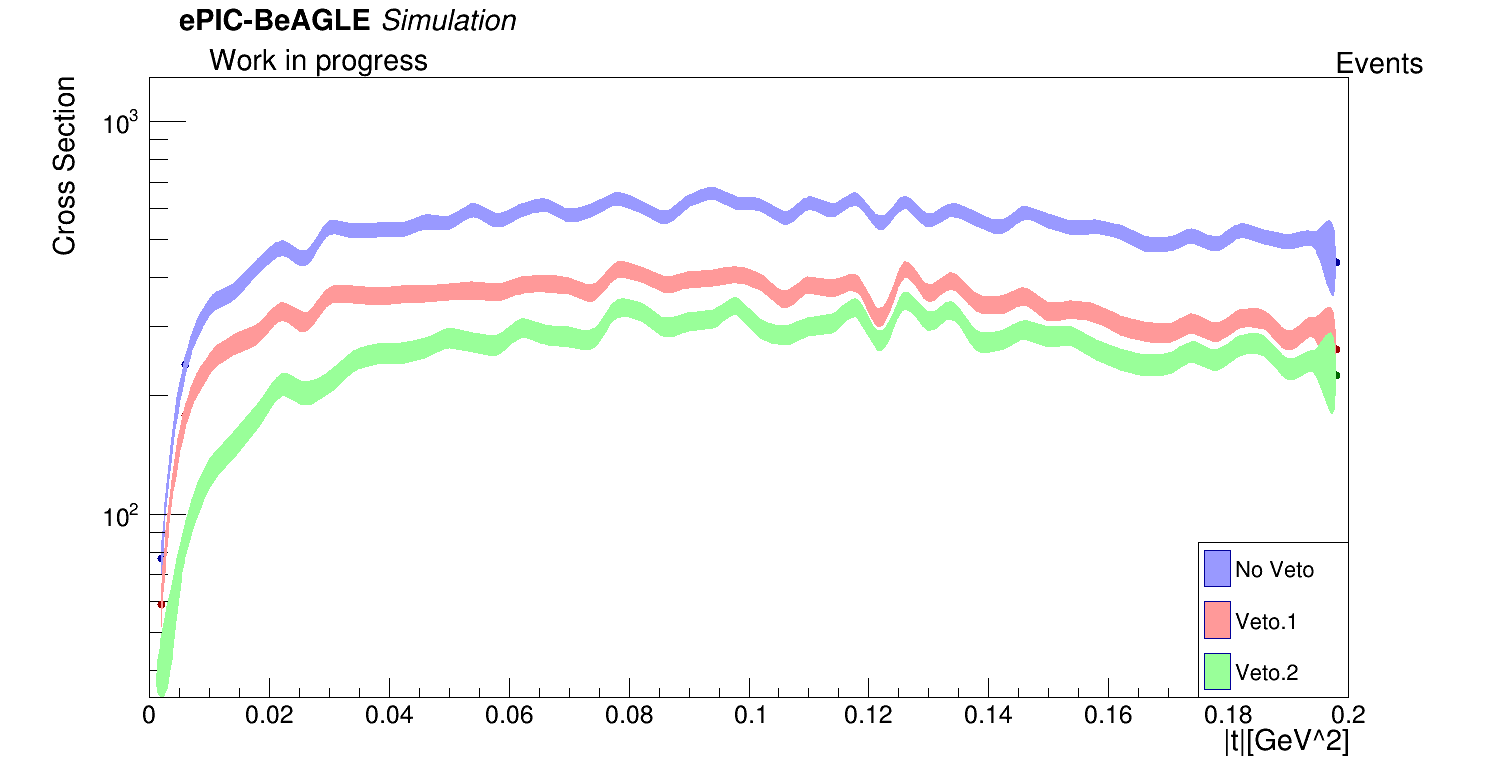 ePIC-BeAGLE Simulation
Work in progress
Events
Cross Section
10^3
10^2
No Veto
Veto.1
Veto.2
0 0.02 0.04 0.06 0.08 0.1 0.12 0.14 0.16 0.18 0.2
|t|[GeV^2]